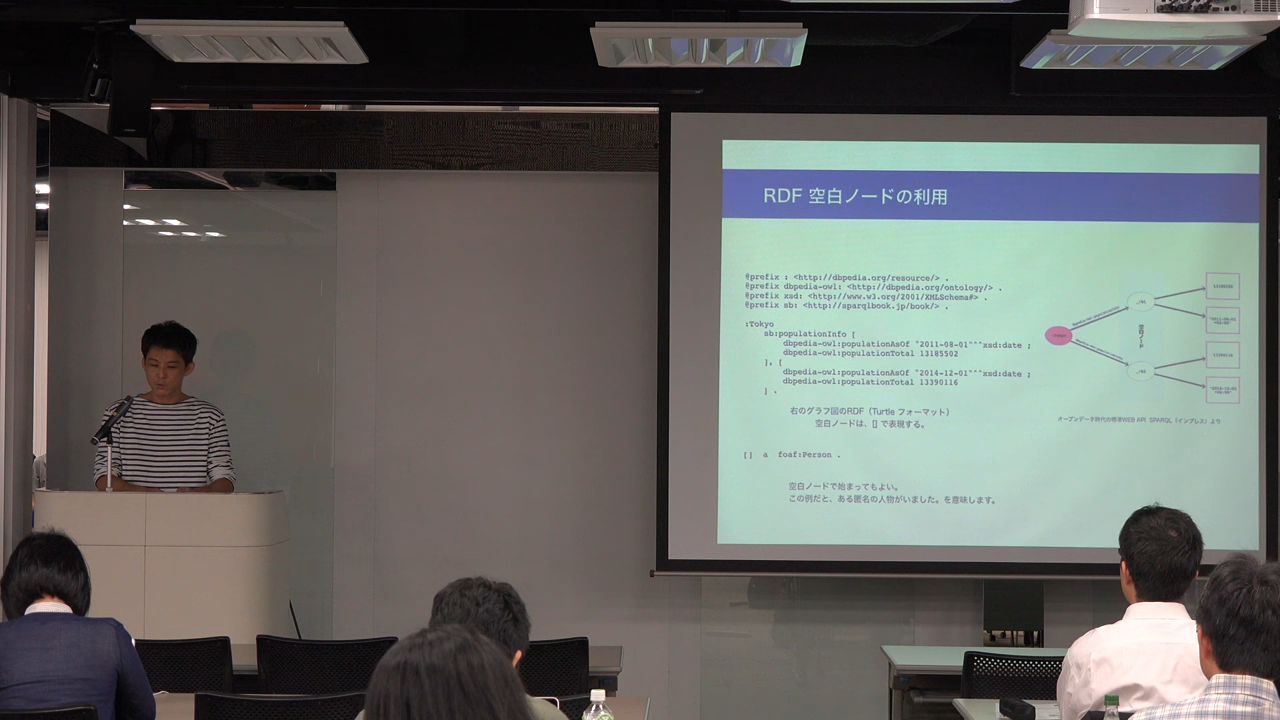 RDF 空白ノードの利用
@prefix : <http://dbpedia.org/resource/> .
@prefix dbpedia-owl: <http://dbpedia.org/ontology/> .
@prefix xsd: <http://www.w3.org/2001/XMLSchema#> .
@prefix sb: <http://sparqlbook.jp/book/> .
:Tokyo
sb:populationInfo [
dbpedia-owl:populationAsOf "2011-08-01"^^xsd:date ;
dbpedia-owl:populationTotal 13185502
], [
dbpedia-owl:populationAsOf "2014-12-01"^^xsd:date ;
dbpedia-owl:populationTotal 13390116
] .
右のグラフ図のRDF（Turtle フォーマット）
空白ノードは、[] で表現する。
[] a foaf:Person .
空白ノードで始まってもよい。
この例だと、ある匿名の人物がいました。を意味します。
空白ノード
オープンデータ時代の標準WEB API SPARQL（インプレス）より